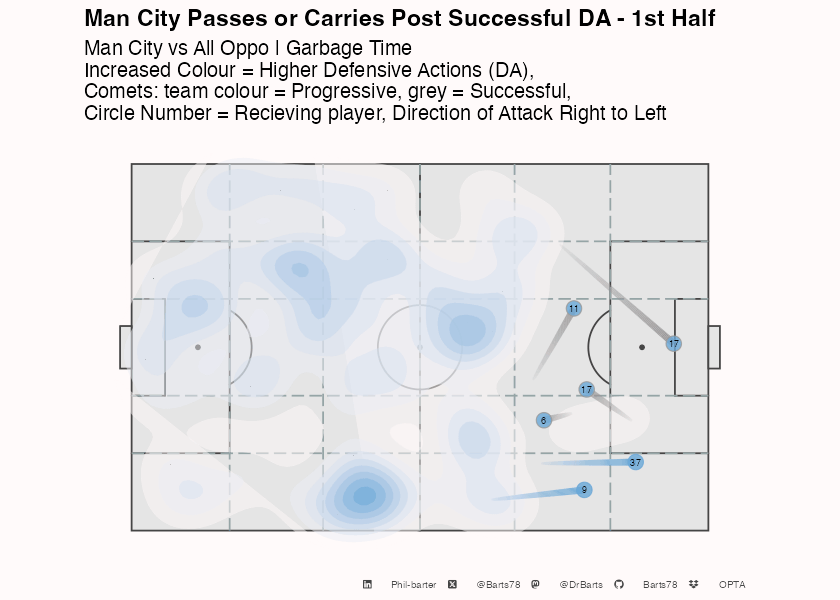 Man City Passes or Carries Post Successful DA - 1st Half
Man City vs All Oppo | Garbage Time
Increased Colour = Higher Defensive Actions (DA),
Comets: team colour = Progressive, grey = Successful,
Circle Number = Recieving player, Direction of Attack Right to Left
11
17
17
6
37
9
Phil-barter @Barts78 @DrBarts Barts78 OPTA